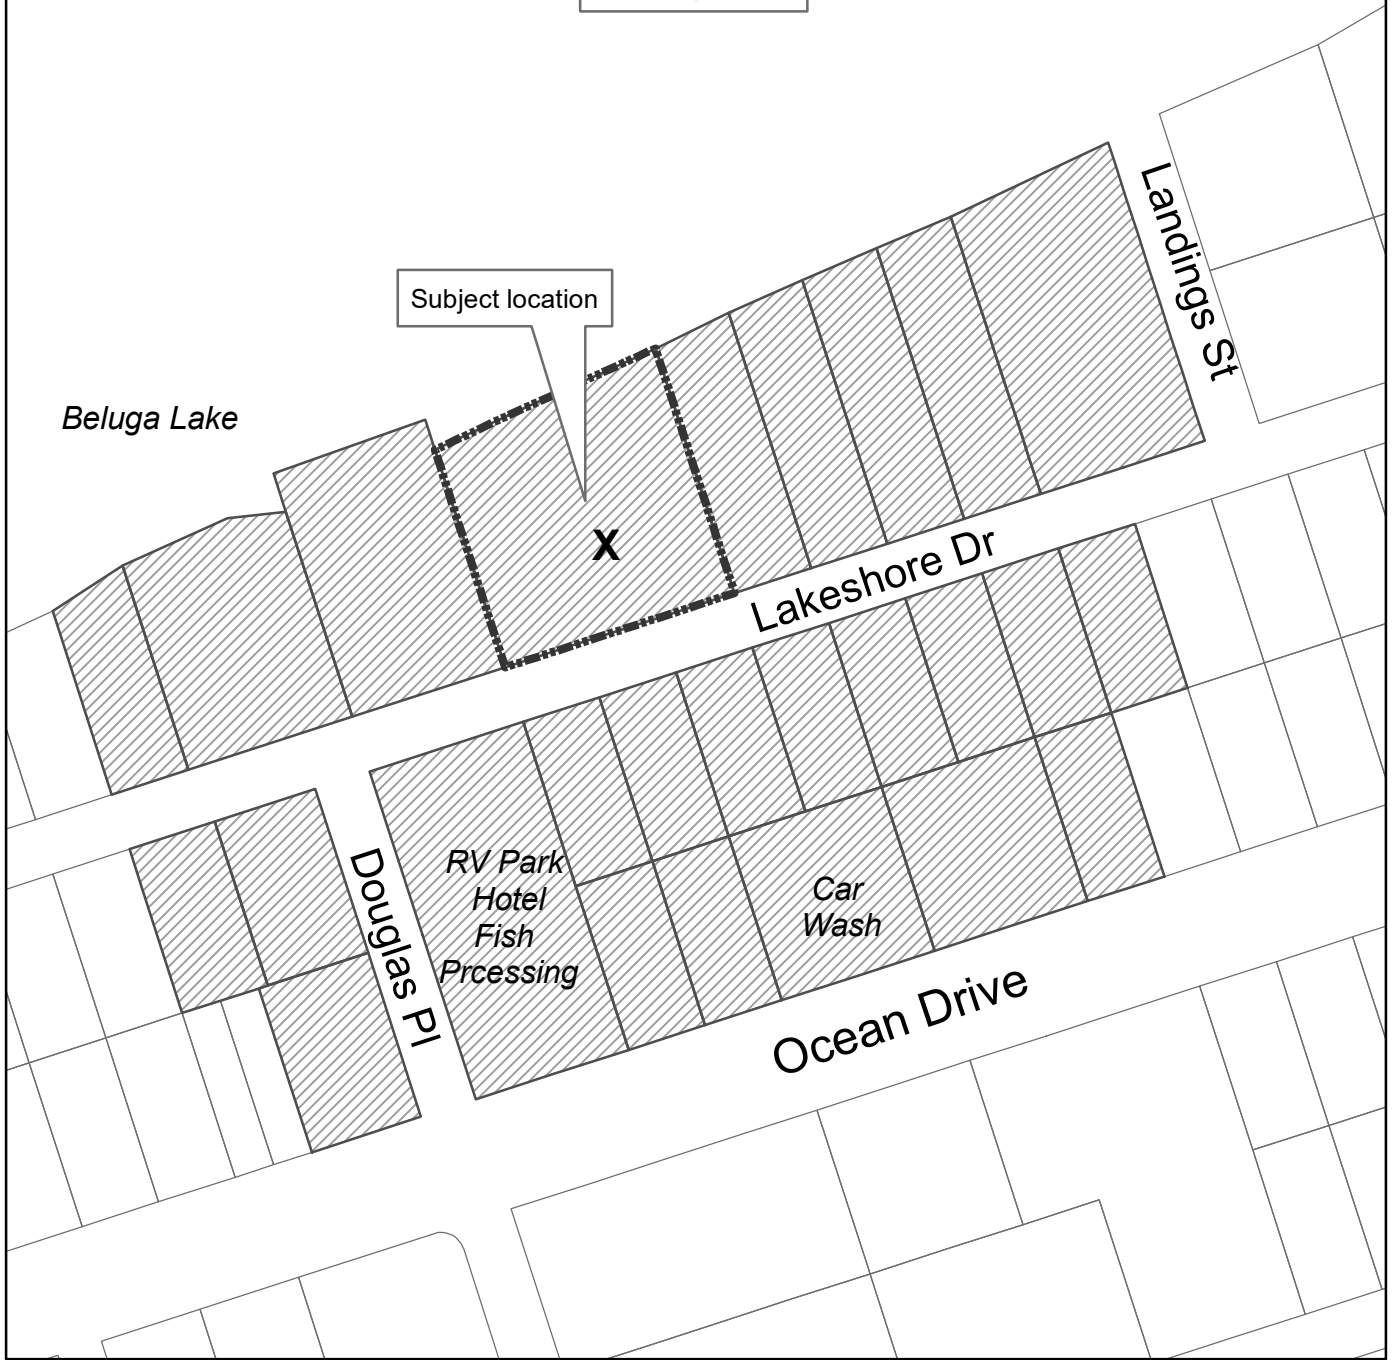 Landings St
Subject location
Beluga Lake
X
Lakeshore Dr
RV Park
Hotel
Fish
Prcessing
Car
Wash
Douglas Pl
Ocean Drive